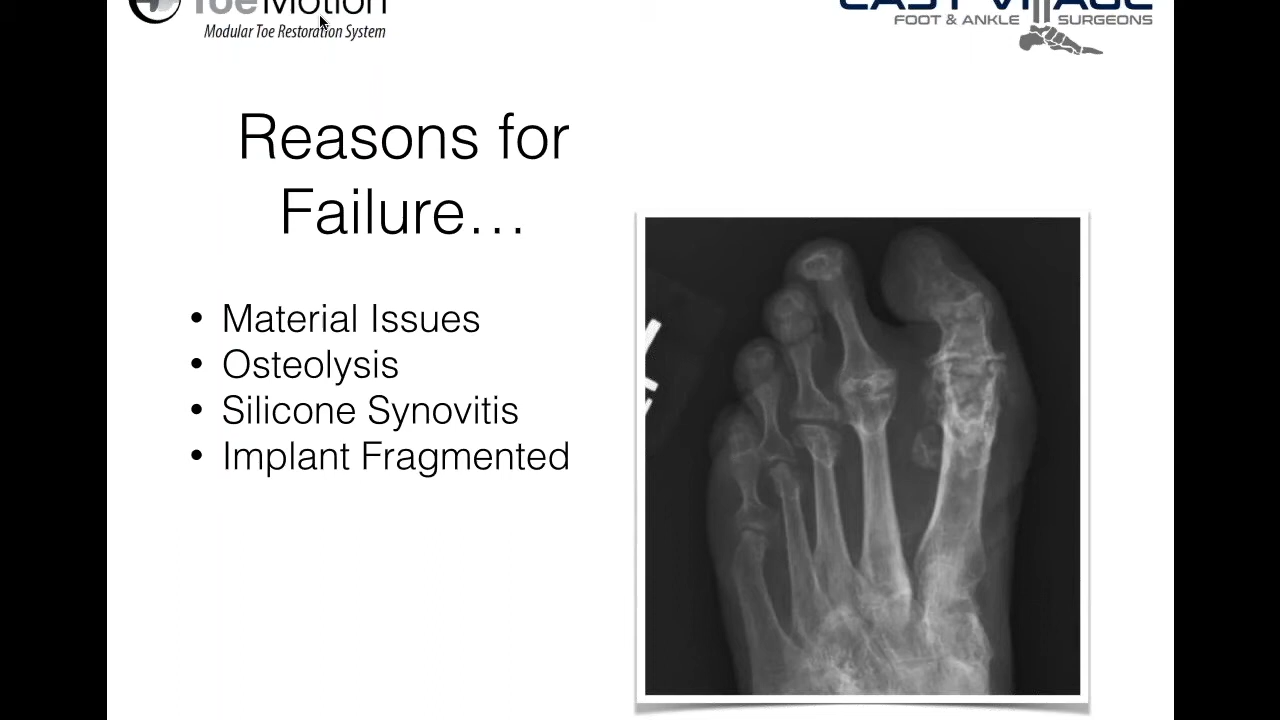 ToeMotion
Modular Toe Restoration System
EAST VILLAGE
FOOT & ANKLE SURGEONS
Reasons for
Failure…
• Material Issues
• Osteolysis
• Silicone Synovitis
• Implant Fragmented